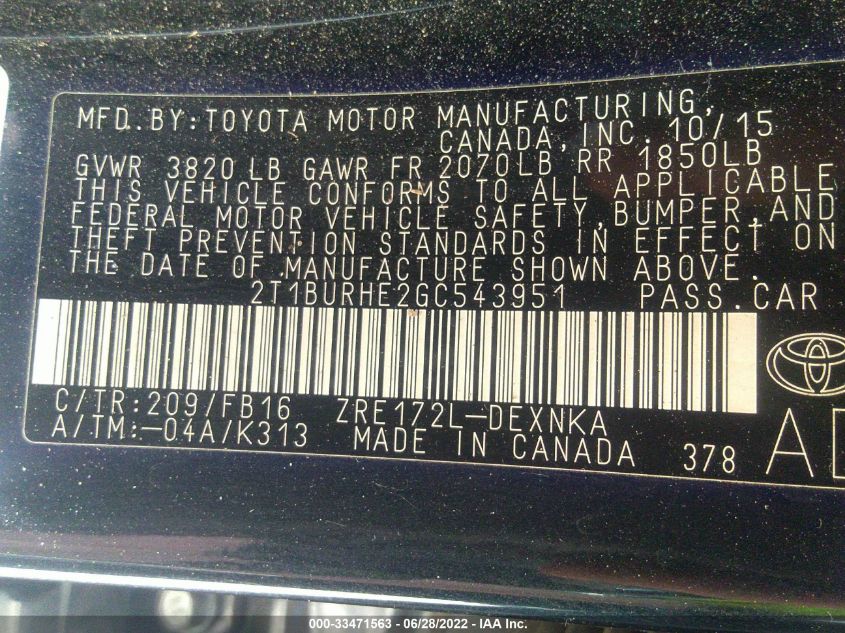 MFD.BY:TOYOTA MOTOR MANUFACTURING,
CANADA,INC. 10/15
GVWR 3820 LB GAWR FR 2070LB RR 1850LB
THIS VEHICLE CONFORMS TO ALL APPLICABLE
FEDERAL MOTOR VEHICLE SAFETY,BUMPER,AND
THEFT PREVENTION STANDARDS IN EFFECT ON
THE DATE OF MANUFACTURE SHOWN ABOVE.
2T1BURHE2GC543951 PASS.CAR
C/TR:209/FB16 ZRE172L-DEXNKA
A/TM:-04A/K313 MADE IN CANADA 378
000-33471563 - 06/28/2022 - IAA Inc.